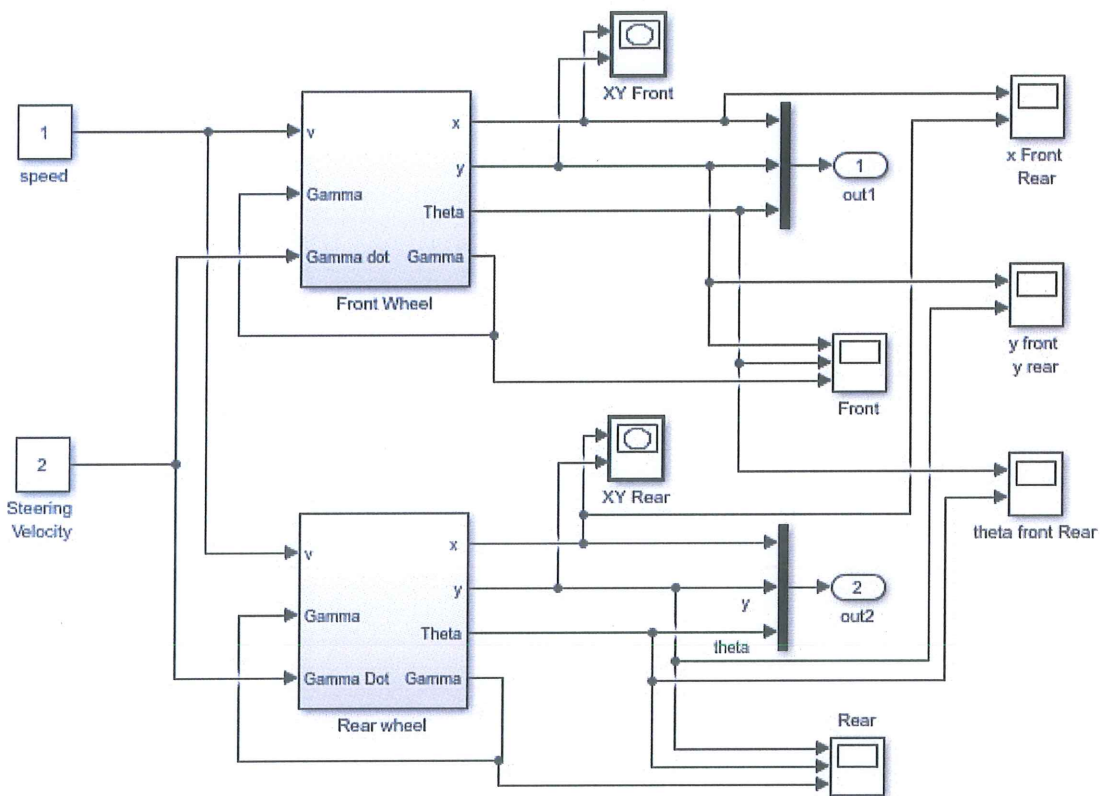 XY Front
1
speed
v
Gamma
Gamma dot
x
y
Theta
Gamma
Front Wheel
1
out1
x Front
Rear
y front
y rear
Front
2
Steering
Velocity
XY Rear
theta front Rear
v
Gamma
Gamma Dot
x
y
Theta
Gamma
Rear wheel
y
theta
2
out2
Rear